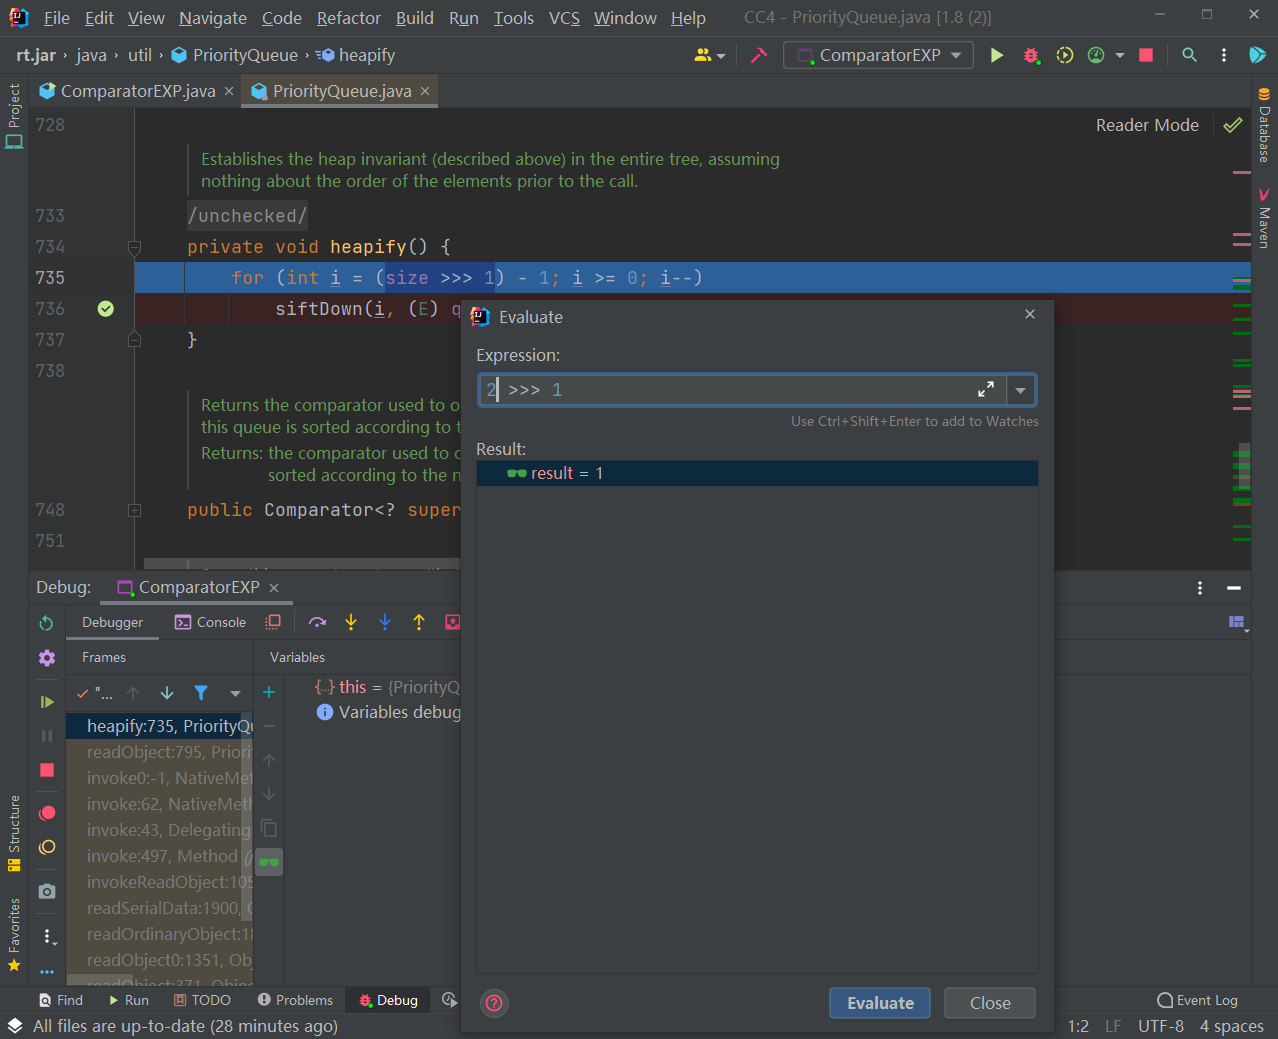 File Edit View Navigate Code Refactor Build Run Tools VCS Window Help CC4 - PriorityQueue.java [1.8 (2)]
rt.jar java util PriorityQueue heapify ComparatorEXP
Project
ComparatorEXP.java PriorityQueue.java
Database
Maven
728 Reader Mode
Establishes the heap invariant (described above) in the entire tree, assuming
nothing about the order of the elements prior to the call.
733 /unchecked/
734 private void heapify() {
735 for (int i = (size >>> 1) - 1; i >= 0; i--)
736 siftDown(i, (E) q
737 }
738
Returns the comparator used to o
this queue is sorted according to t
Returns: the comparator used to o
sorted according to the n
748 public Comparator<? super
751
Evaluate
Expression:
2 >>> 1
Use Ctrl+Shift+Enter to add to Watches
Result:
result = 1
Evaluate Close
Debug: ComparatorEXP
Debugger Console
Frames Variables
"...
this = {PriorityQ
Variables debug
heapify:735, PriorityQu
readObject:795, Priori
invoke0:-1, NativeMet
invoke:62, NativeMeth
invoke:43, Delegating
invoke:497, Method (j
invokeReadObject:105
readSerialData:1900, O
readOrdinaryObject:18
readObject0:1351, Obj
readObject:371, Object
Structure
Favorites
Find Run TODO Problems Debug Event Log
All files are up-to-date (28 minutes ago) 1:2 LF UTF-8 4 spaces